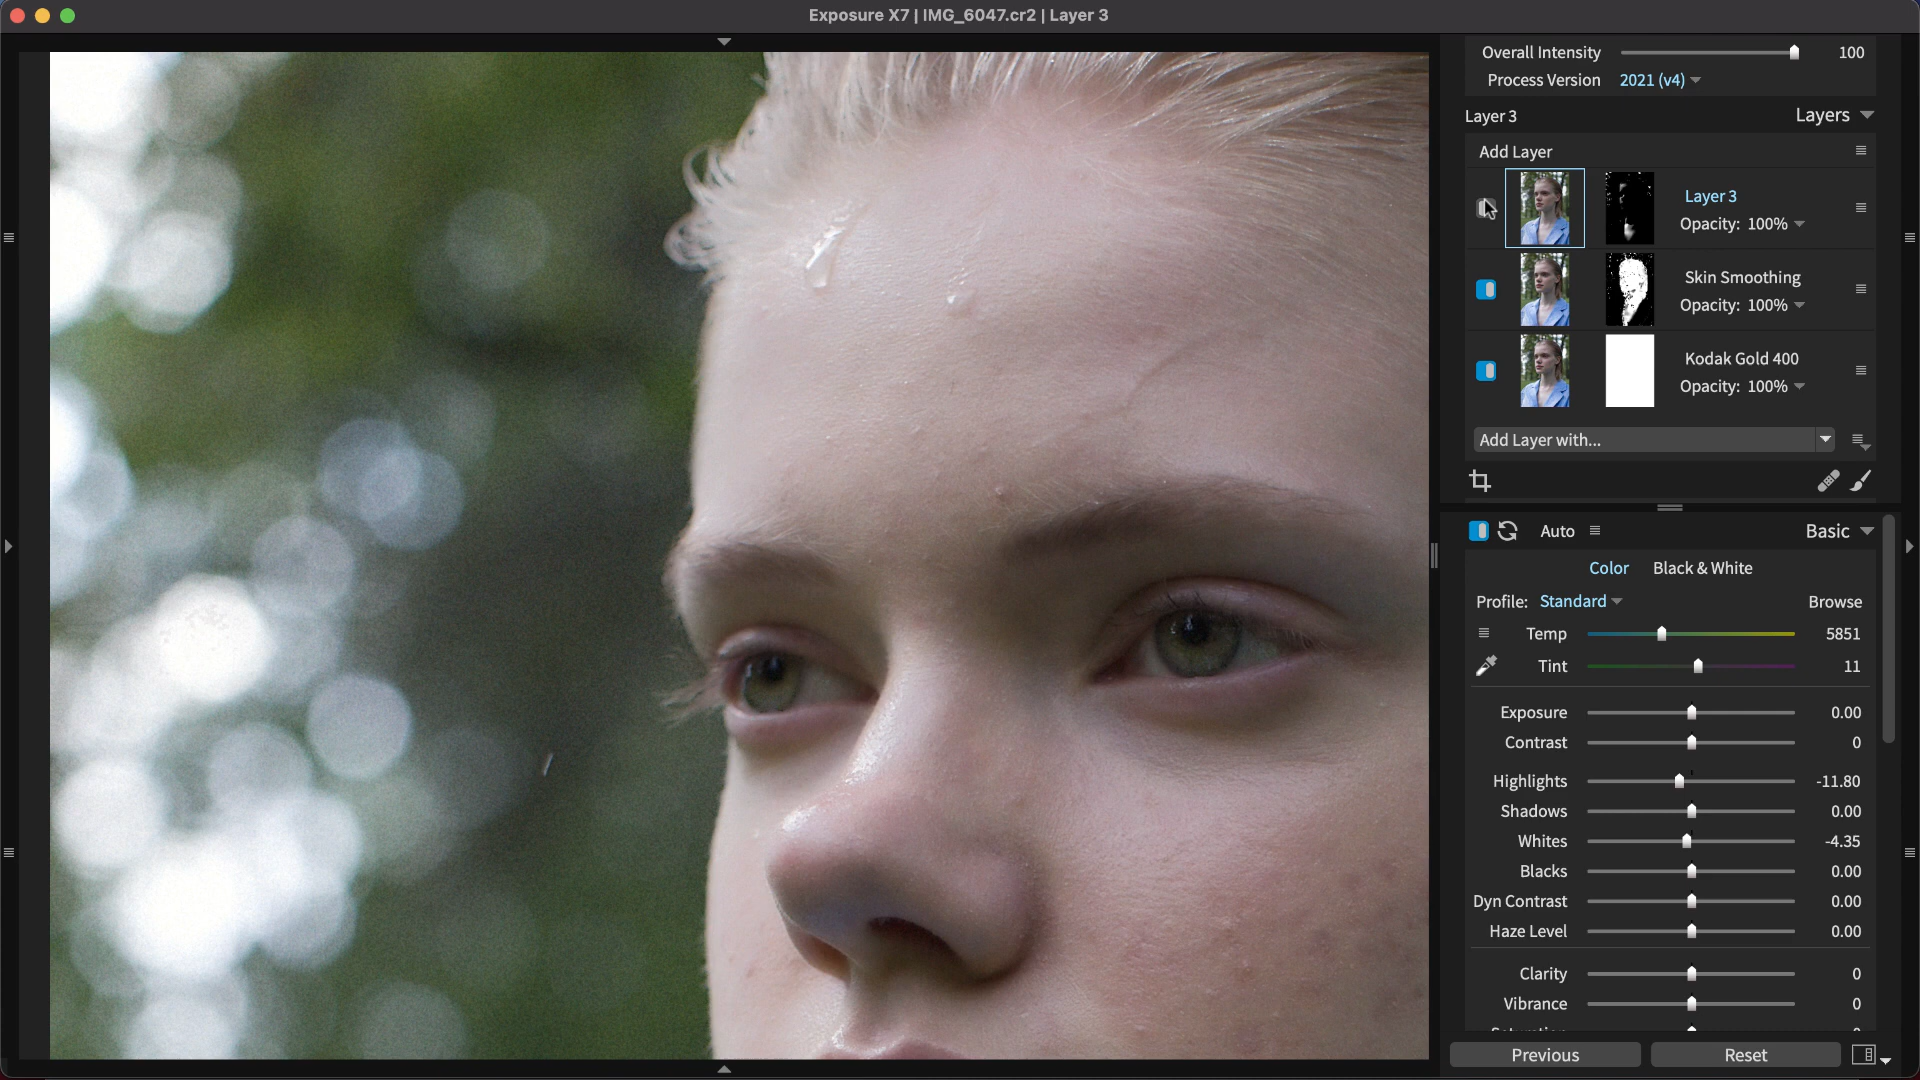 Exposure X7 | IMG_6047.cr2 | Layer 3
Overall Intensity 100
Process Version 2021 (v4)
Layer 3 Layers
Add Layer
Layer 3
Opacity: 100%
Skin Smoothing
Opacity: 100%
Kodak Gold 400
Opacity: 100%
Add Layer with...
Auto Basic
Color Black & White
Profile: Standard Browse
Temp 5851
Tint 11
Exposure 0.00
Contrast 0
Highlights -11.80
Shadows 0.00
Whites -4.35
Blacks 0.00
Dyn Contrast 0.00
Haze Level 0.00
Clarity 0
Vibrance 0
Previous Reset